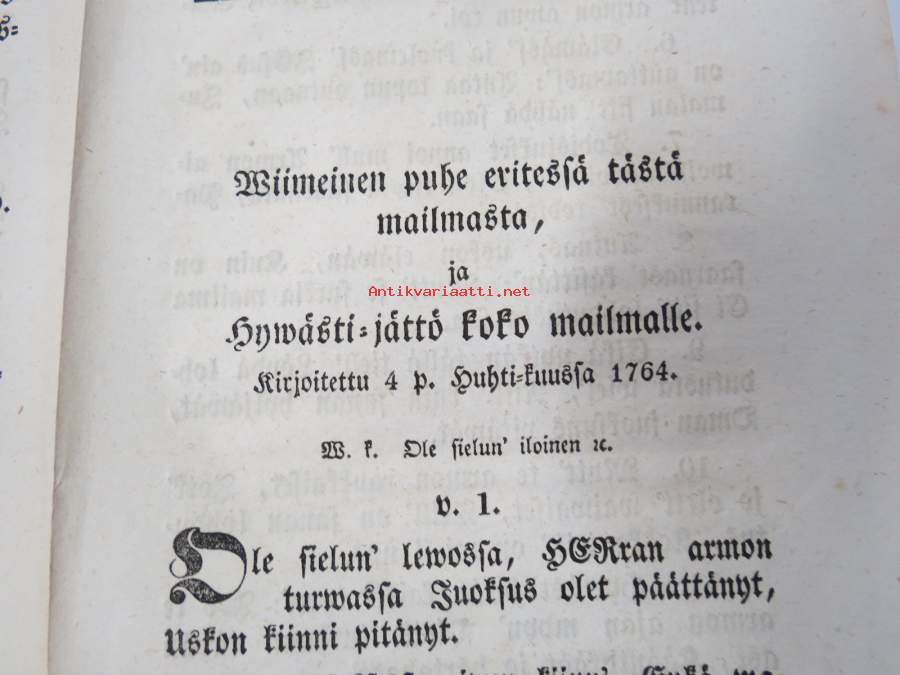 Wiimeinen puhe eritesſä täſtä
mailmasta,
ja
Antikvariaatti.net
Hywäſti-jättö koko mailmalle.
Kirjoitettu 4 p. Huhti-kuusſa 1764.
W. k. Ole ſielun' iloinen ꝛc.
v. 1.
Ole ſielun' lewosſa, HERran armon
turwasſa Juokſus olet päättänyt,
Uskon kiinni pitänyt.